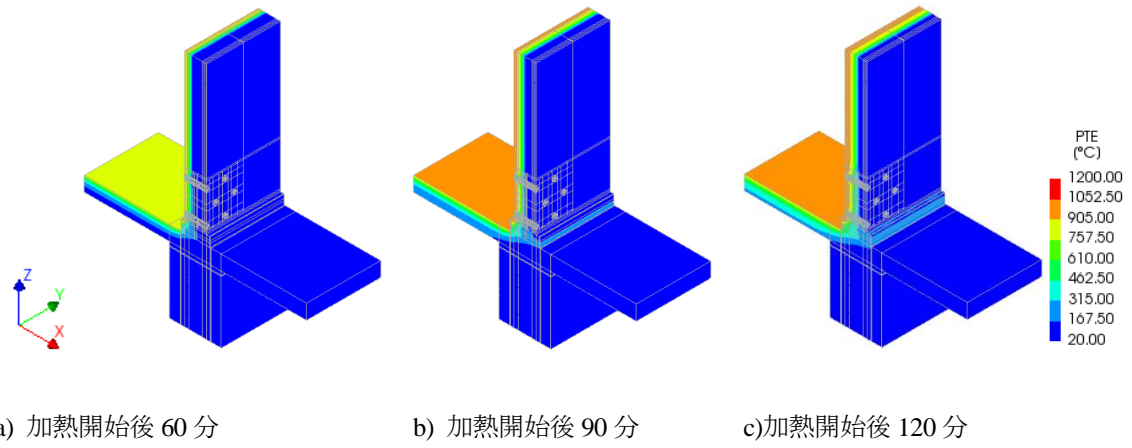 PTE
(°C)
1200.00
1052.50
905.00
757.50
610.00
462.50
315.00
167.50
20.00
Z
Y
X
a) 加熱開始後 60 分
b) 加熱開始後 90 分
c)加熱開始後 120 分